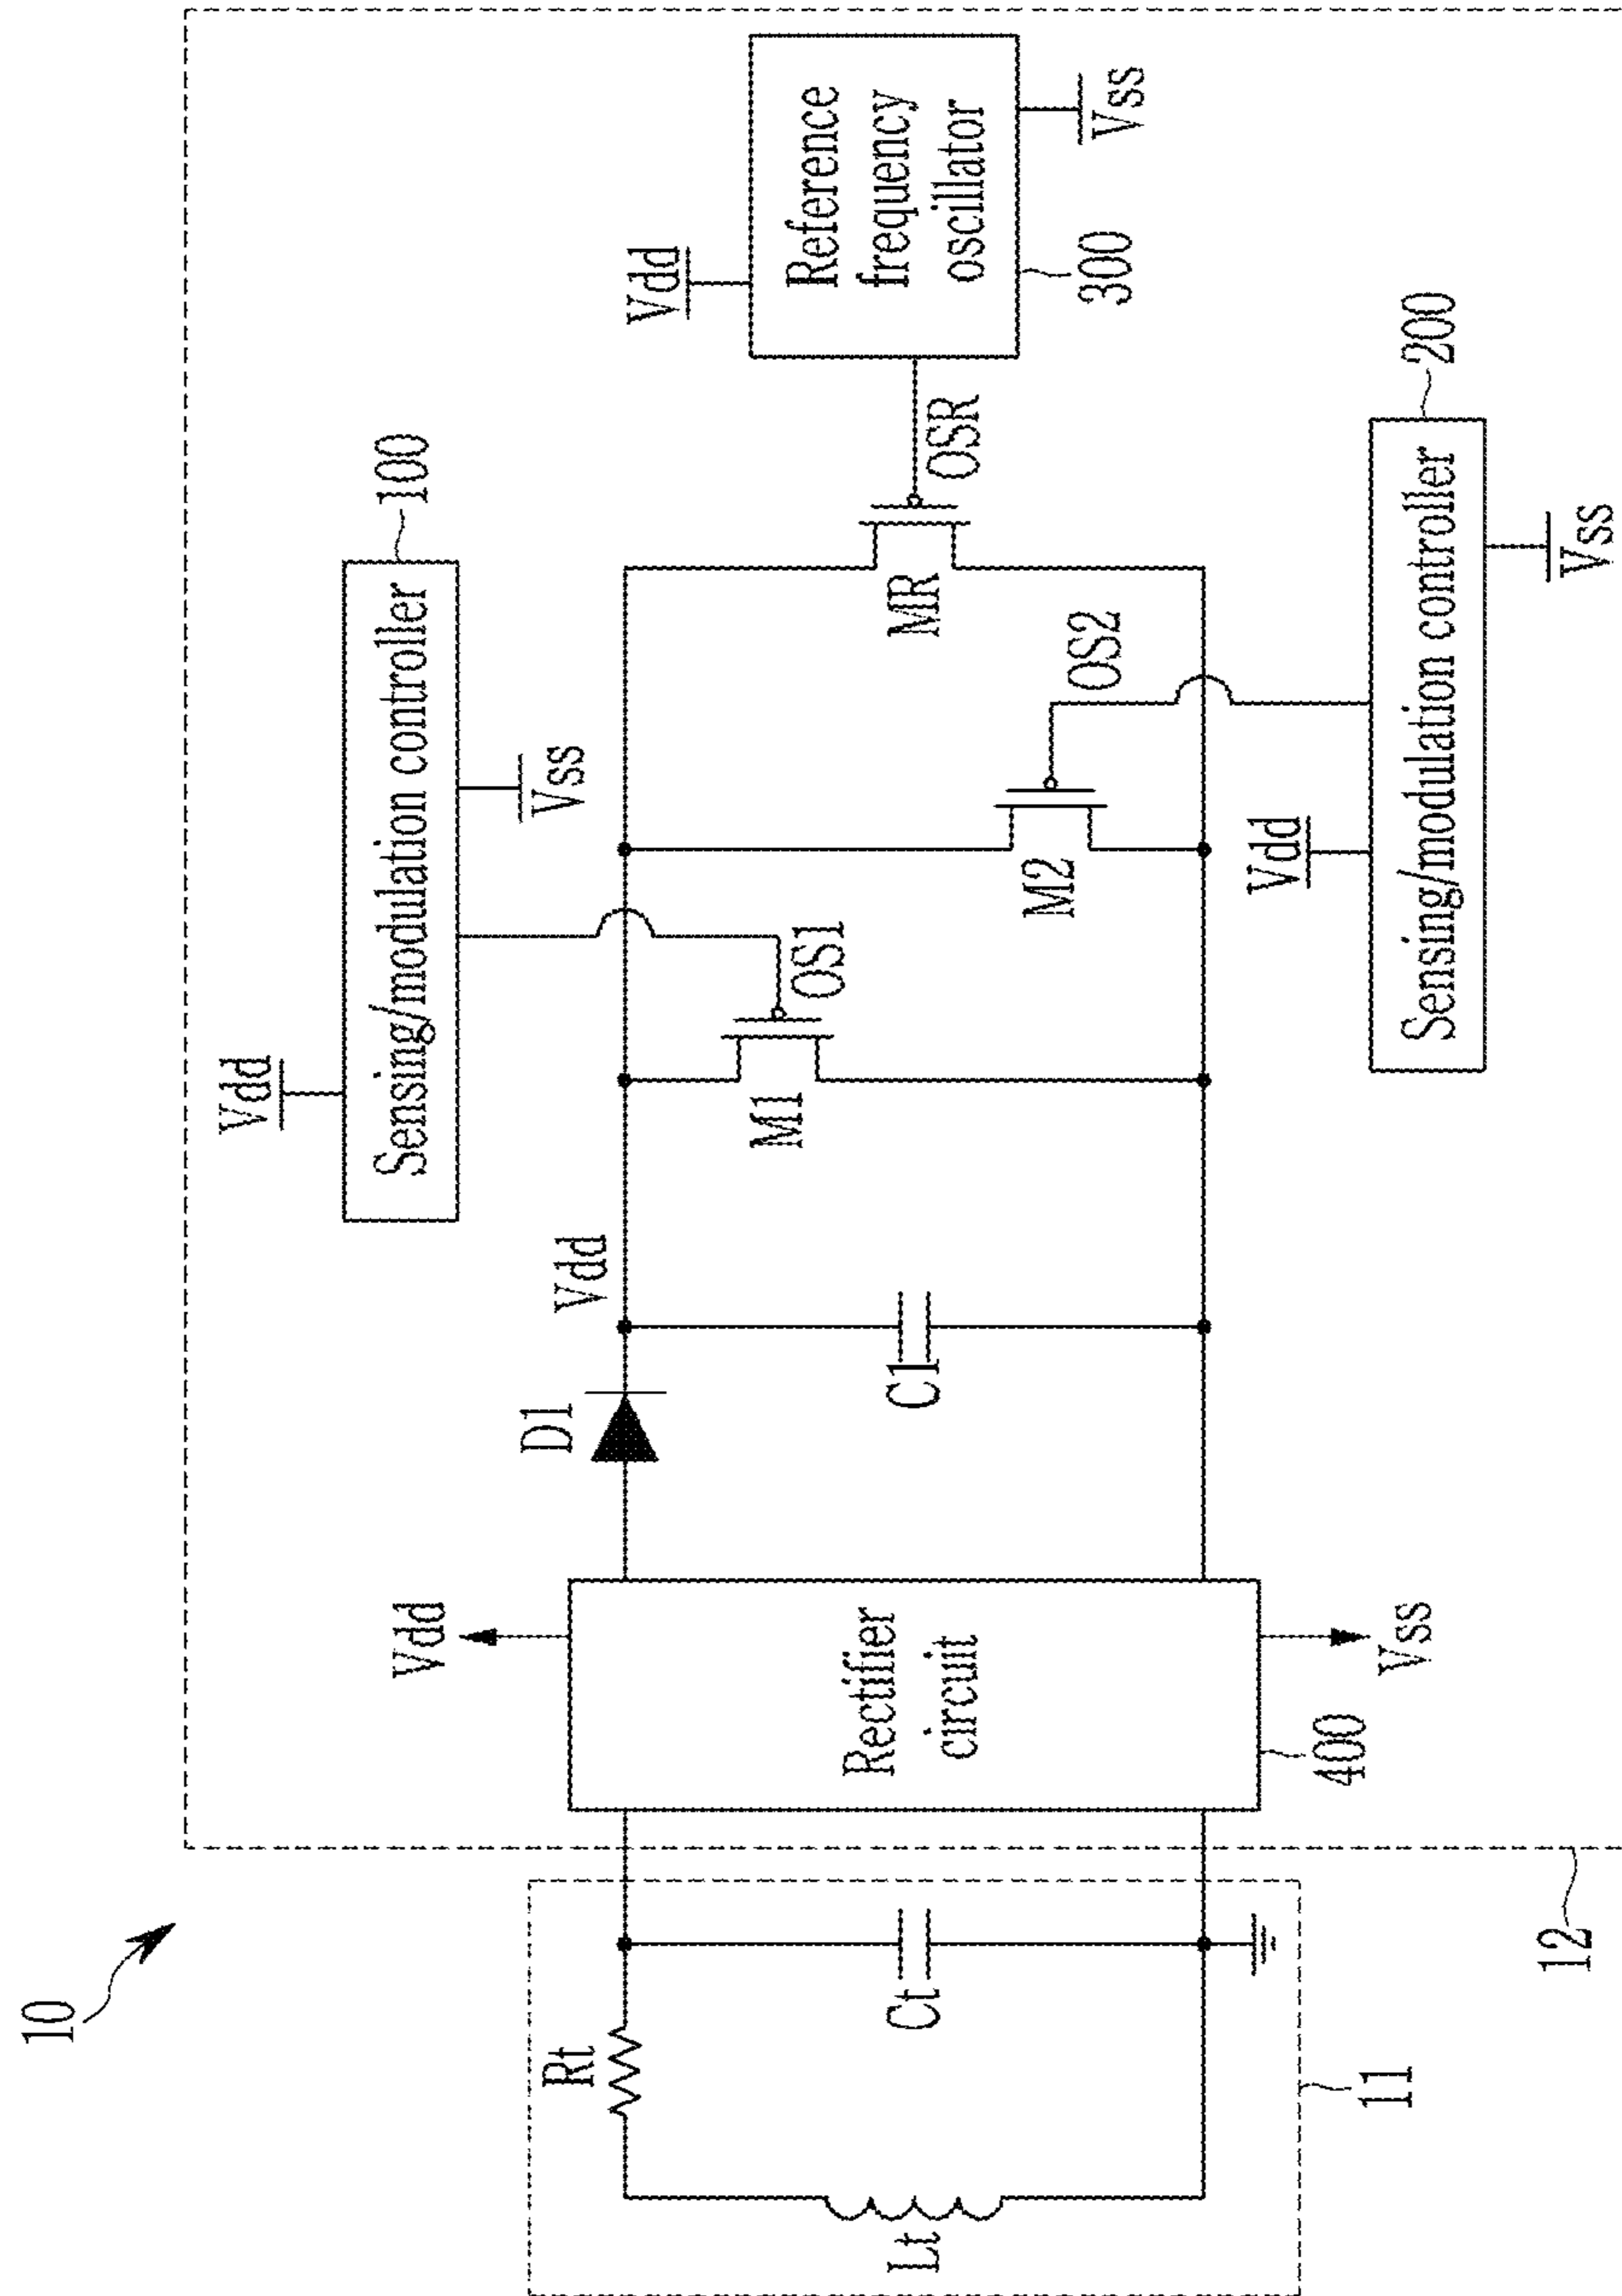 10
Vdd
Sensing/modulation controller
100
Vss
Vdd
Rt
Lt
Ct
11
12
Rectifier
circuit
400
Vss
D1
Vdd
C1
M1
OS1
M2
OS2
MR
OSR
Vdd
Reference
frequency
oscillator
300
Vss
Vdd
Sensing/modulation controller
200
Vss